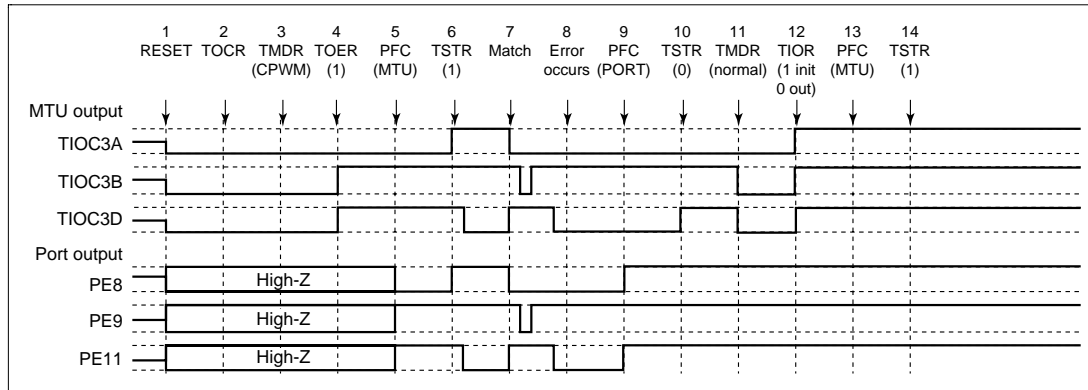 1 2 3 4 5 6 7 8 9 10 11 12 13 14
RESET TOCR TMDR TOER PFC TSTR Match Error PFC TSTR TMDR TIOR PFC TSTR
(CPWM) (1) (MTU) (1) occurs (PORT) (0) (normal) (1 init (MTU) (1)
0 out)
MTU output
TIOC3A
TIOC3B
TIOC3D
Port output
PE8 High-Z
PE9 High-Z
PE11 High-Z